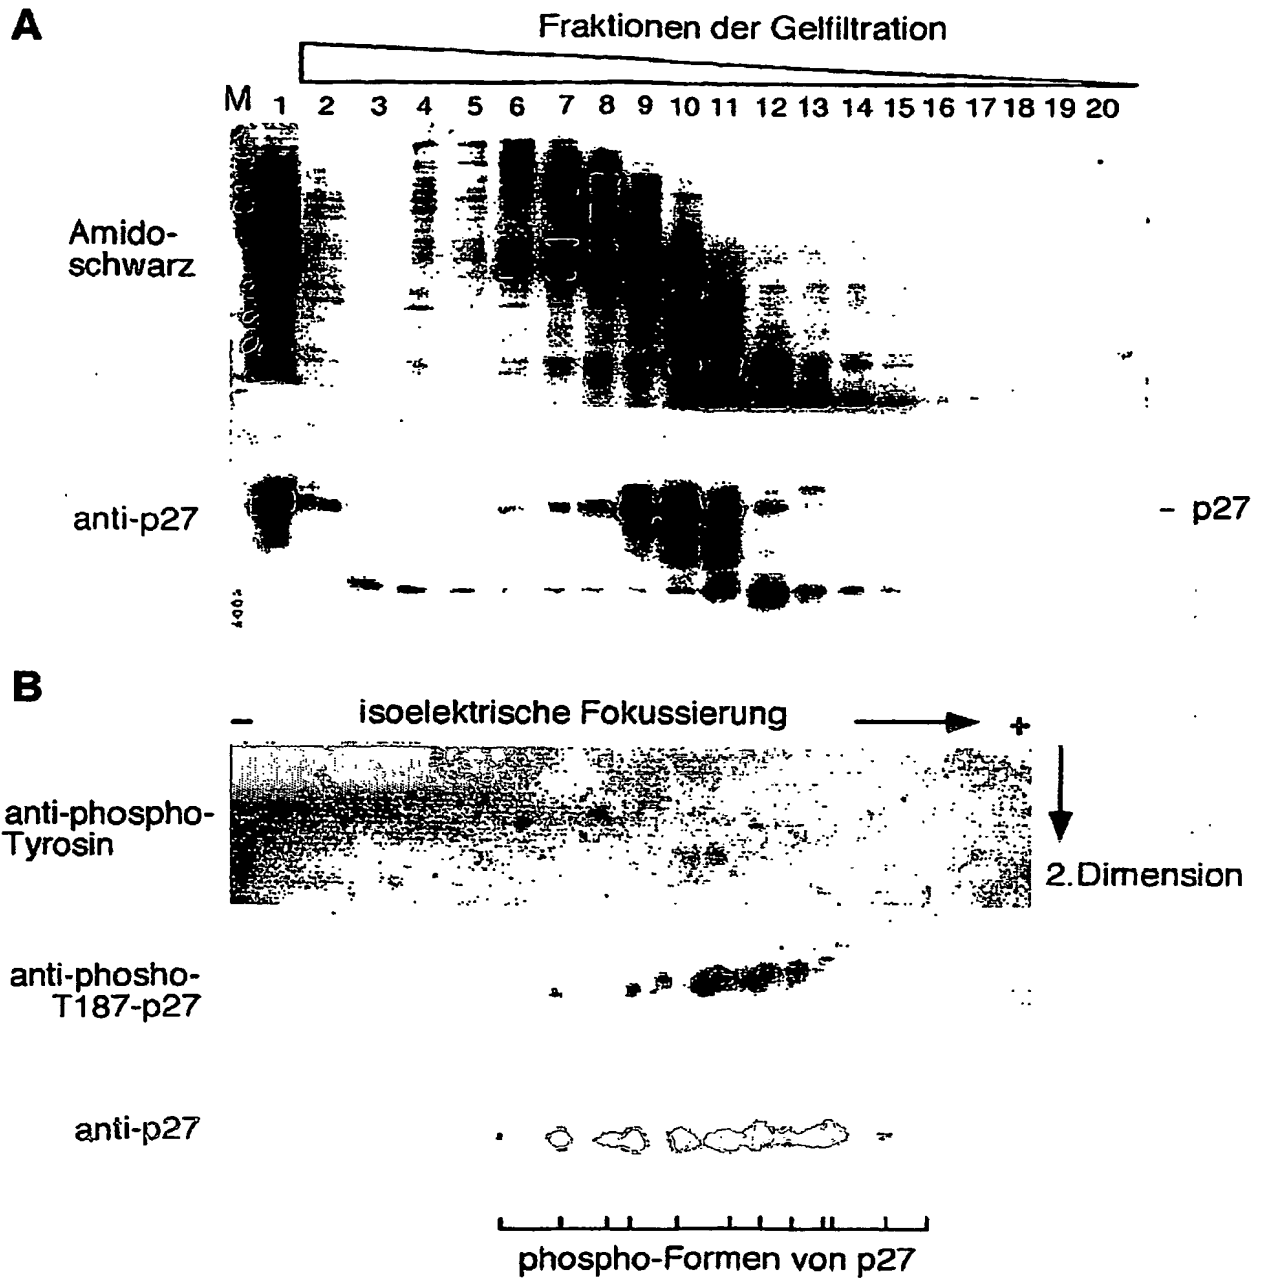 A
Fraktionen der Gelfiltration
M 1 2 3 4 5 6 7 8 9 10 11 12 13 14 15 16 17 18 19 20
Amido-
schwarz
anti-p27
– p27
B
– isoelektrische Fokussierung +
anti-phospho-
Tyrosin
2.Dimension
anti-phosho-
T187-p27
anti-p27
phospho-Formen von p27